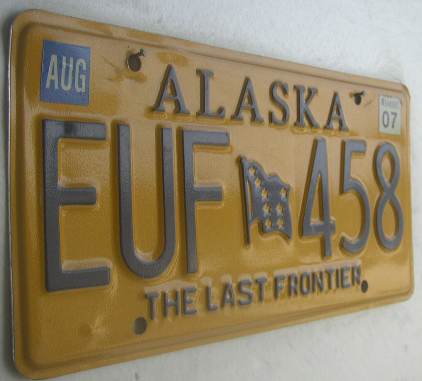 AUG
ALASKA
07
EUF 458
THE LAST FRONTIER